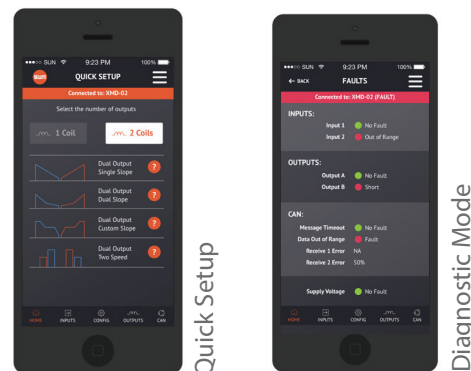 ●●●○○ SUN 9:23 PM 100%
sun QUICK SETUP
Connected to: XMD-02
Select the number of outputs
1 Coil 2 Coils
Dual Output
Single Slope ?
Dual Output
Dual Slope ?
Dual Output
Custom Slope ?
Dual Output
Two Speed ?
HOME INPUTS CONFIG OUTPUTS CAN
Quick Setup
●●●○○ SUN 9:23 PM 100%
← BACK FAULTS
Connected to: XMD-02 (FAULT)
INPUTS:
Input 1 No Fault
Input 2 Out of Range
OUTPUTS:
Output A No Fault
Output B Short
CAN:
Message Timeout No Fault
Data Out of Range Fault
Receive 1 Error NA
Receive 2 Error 50%
Supply Voltage No Fault
HOME INPUTS CONFIG OUTPUTS CAN
Diagnostic Mode